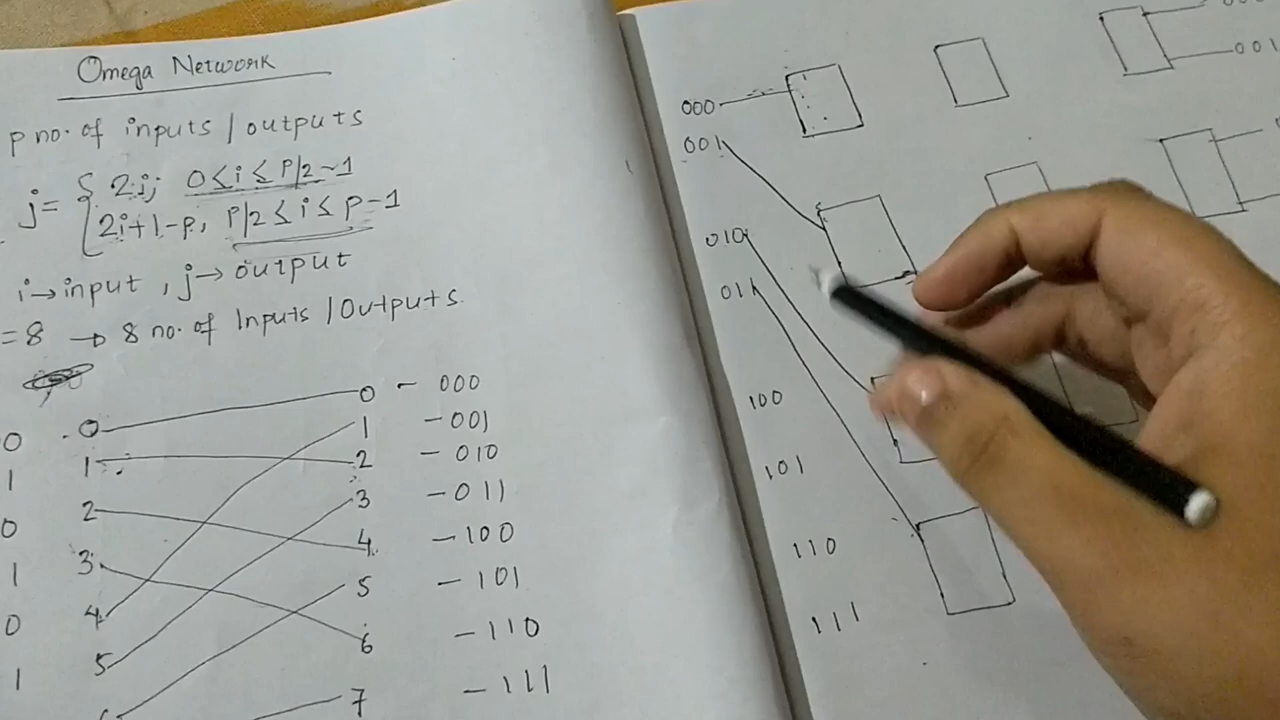 Omega Network
p no. of inputs / outputs
j = { 2i; 0 ≤ i ≤ P/2 - 1
2i+1-p, P/2 ≤ i ≤ p-1
i → input , j → output
= 8 → 8 no. of Inputs / Outputs.
0 0 - 000
0 1 - 001
1 1 2 - 010
0 2 3 - 011
1 3 4 - 100
0 4 5 - 101
1 5 6 - 110
7 - 111
000
001
010
011
100
101
110
111
001